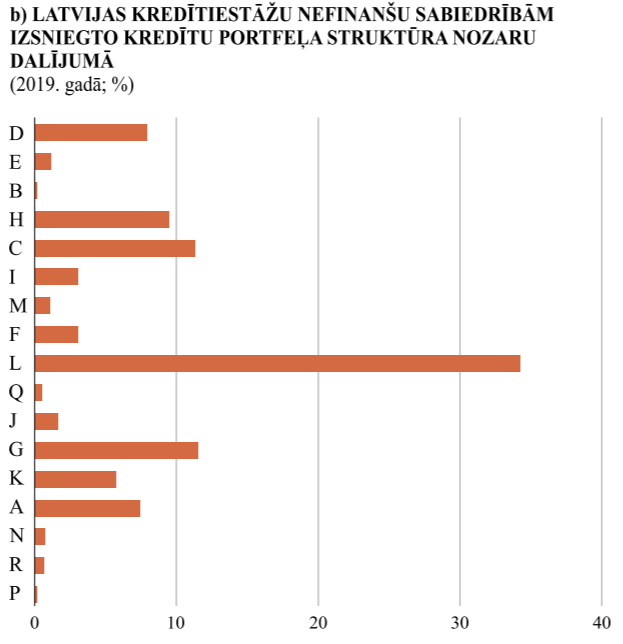 b) LATVIJAS KREDĪTIESTĀŽU NEFINANŠU SABIEDRĪBĀM
IZSNIEGTO KREDĪTU PORTFEĻA STRUKTŪRA NOZARU
DALĪJUMĀ
(2019. gadā; %)
D
E
B
H
C
I
M
F
L
Q
J
G
K
A
N
R
P
0 10 20 30 40